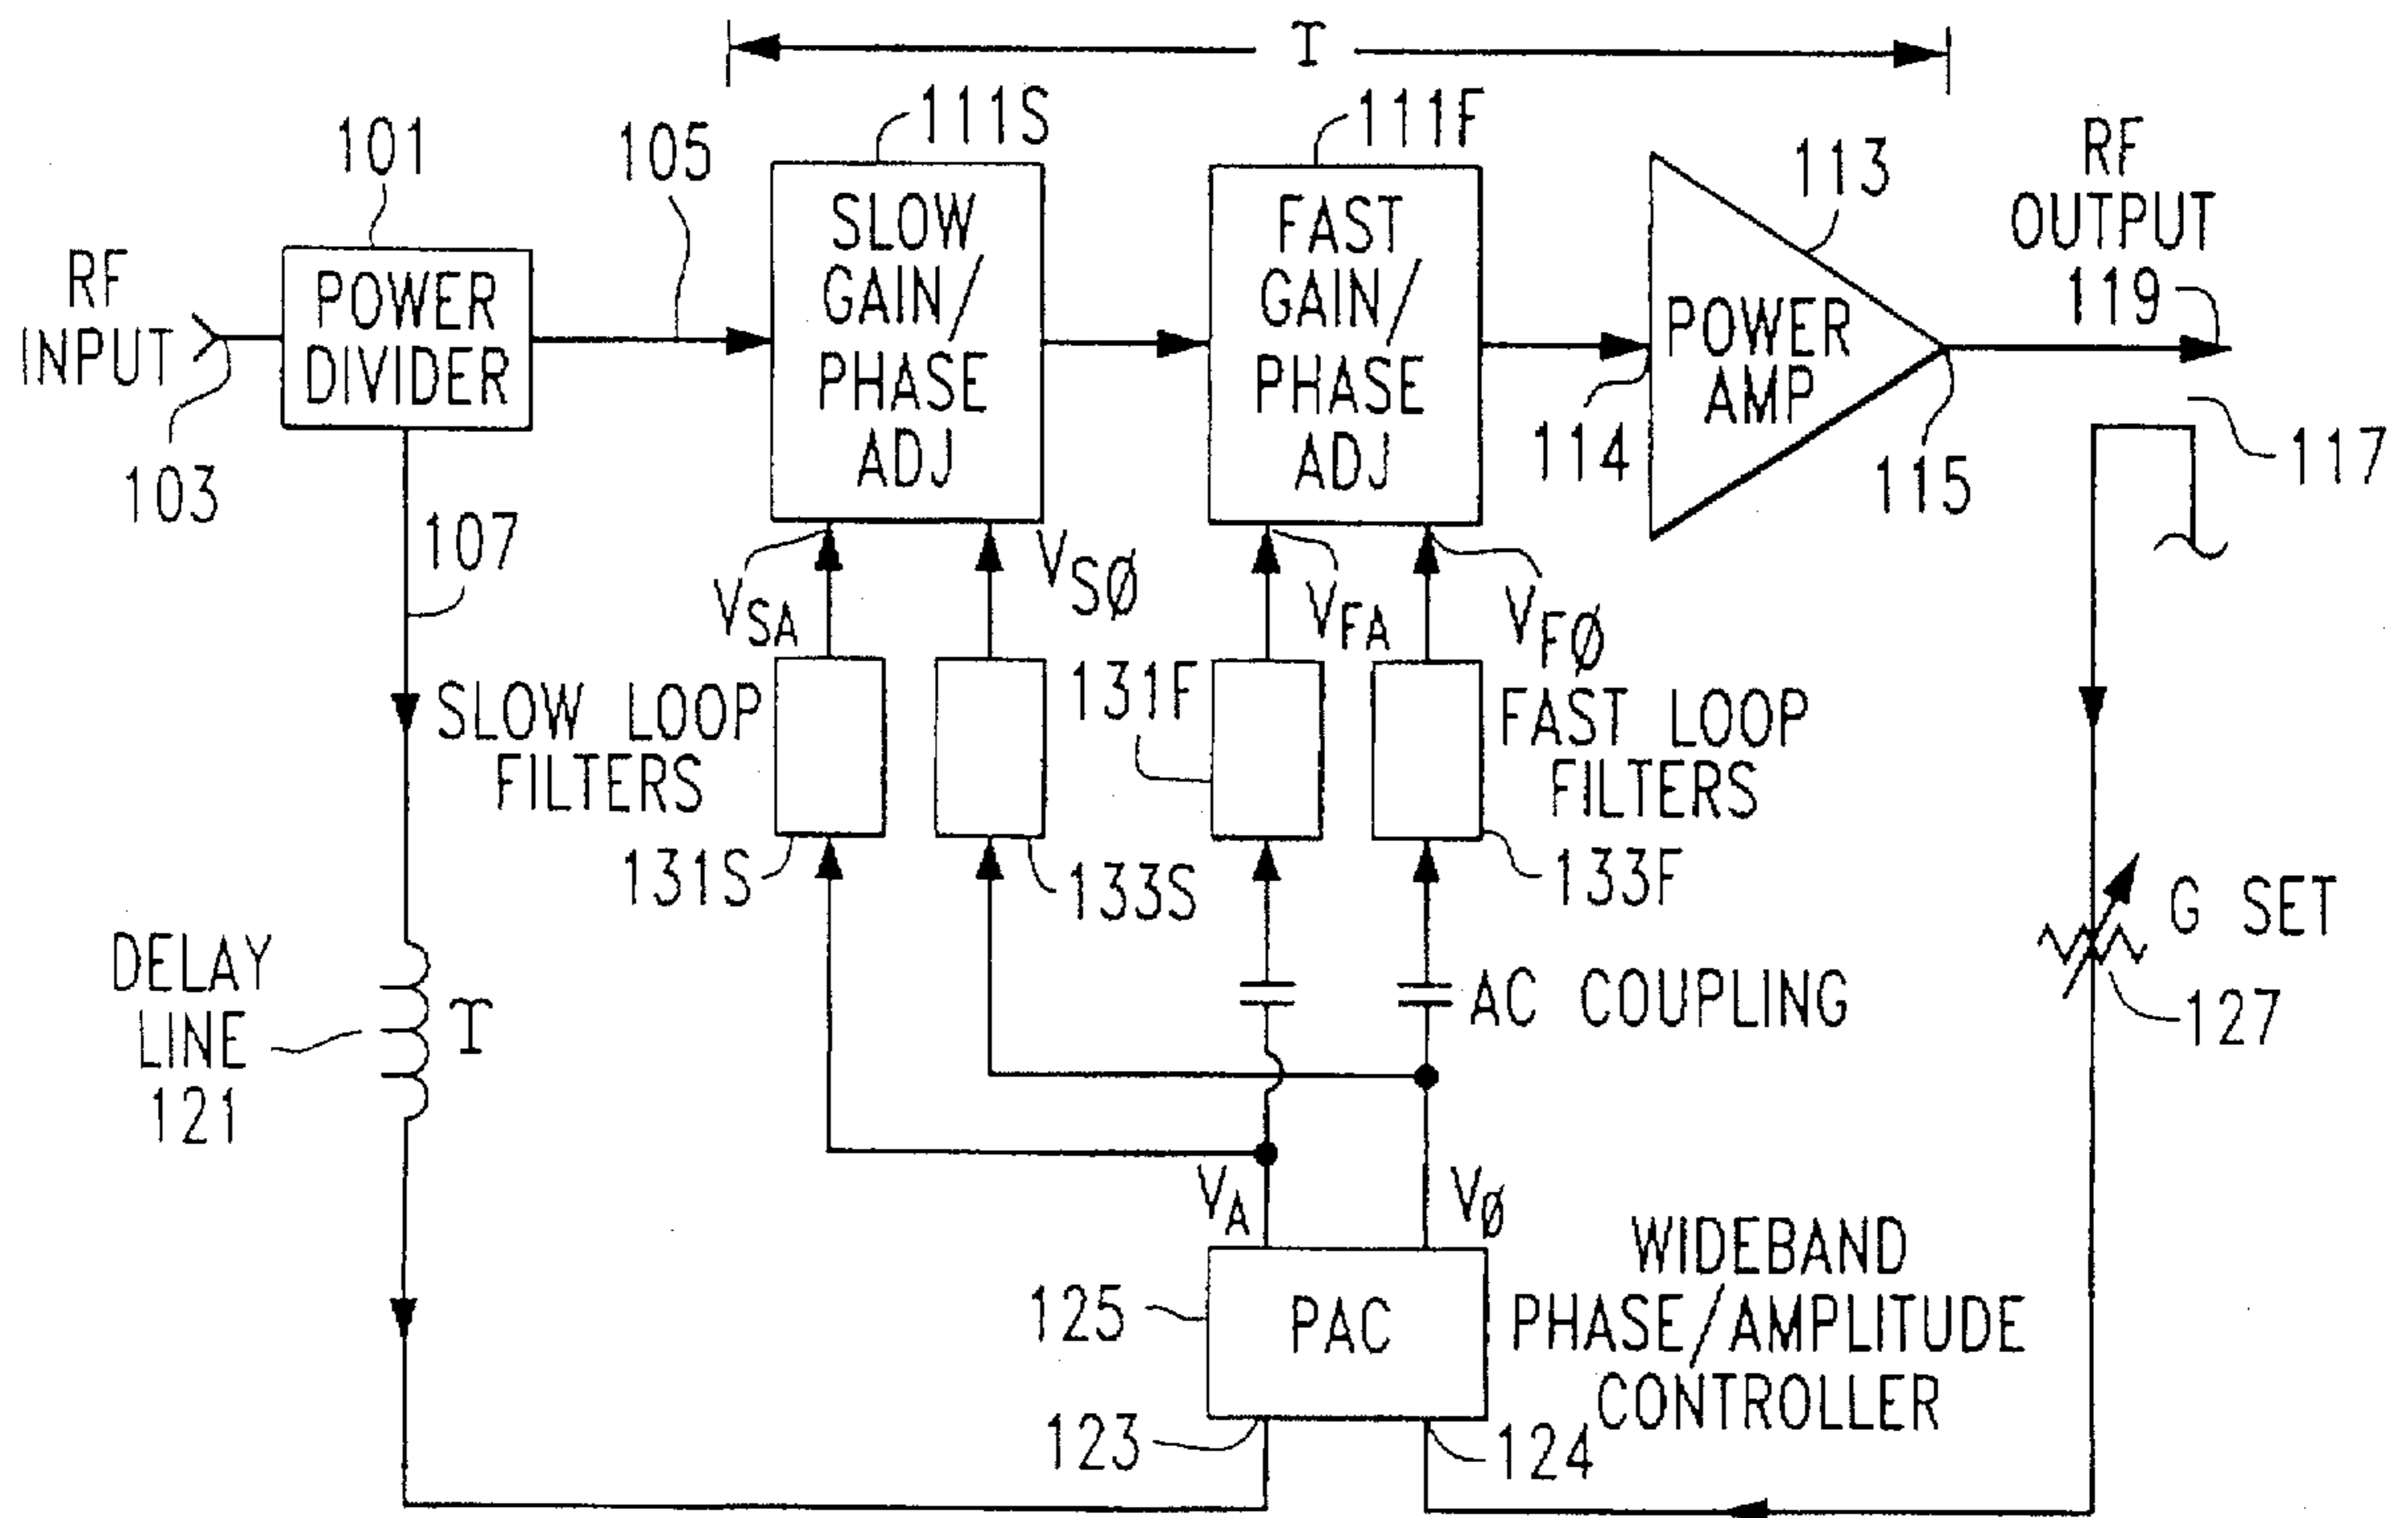 T
111S
111F
101
105
113
RF
OUTPUT
119
RF
INPUT
POWER
DIVIDER
SLOW
GAIN/
PHASE
ADJ
FAST
GAIN/
PHASE
ADJ
POWER
AMP
103
114
115
117
107
VSA
VSØ
VFA
VFØ
SLOW LOOP
FILTERS
131F
FAST LOOP
FILTERS
131S
133S
133F
G SET
DELAY
LINE
121
T
AC COUPLING
127
VA
VØ
125
PAC
WIDEBAND
PHASE/AMPLITUDE
CONTROLLER
123
124